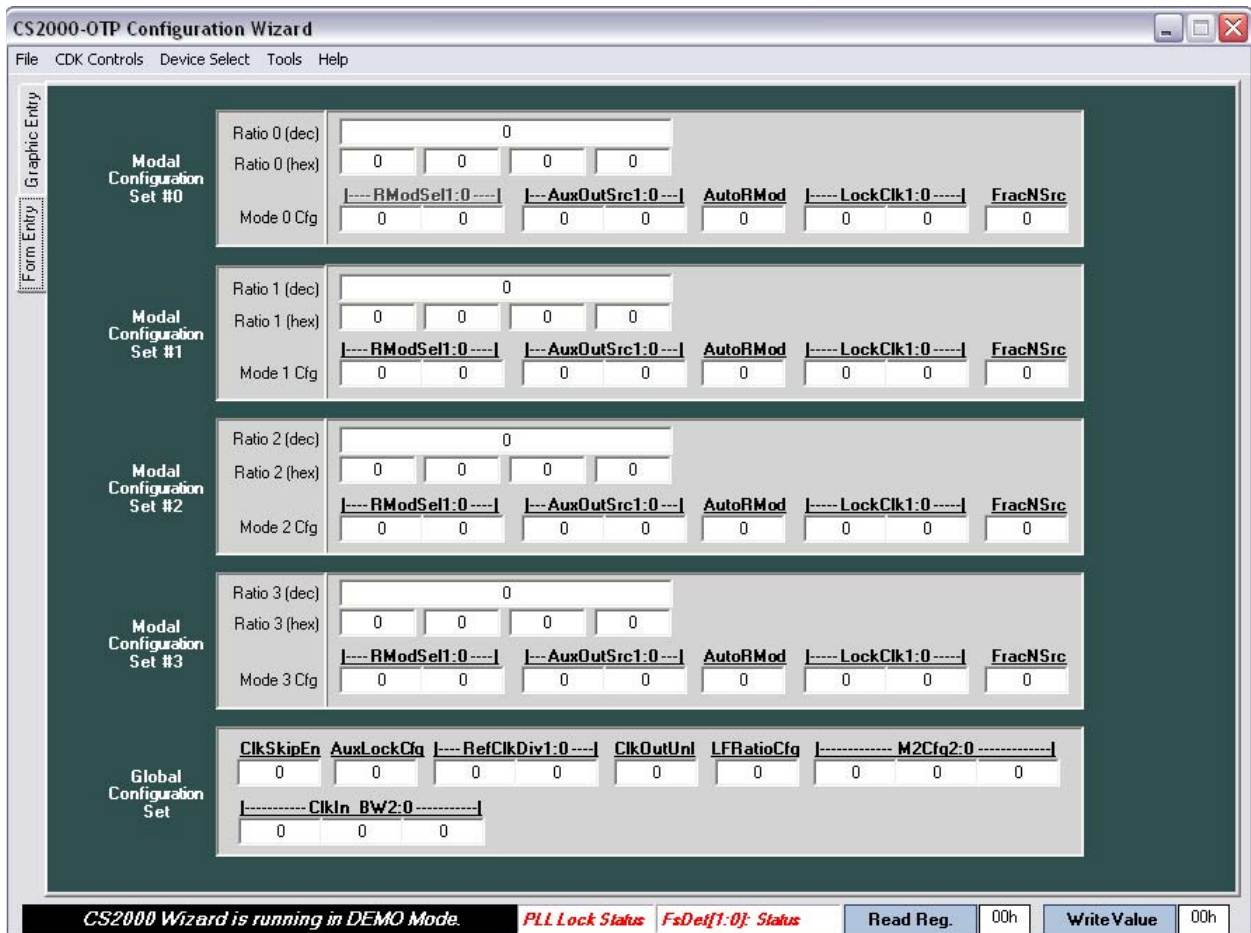 CS2000-OTP Configuration Wizard
File CDK Controls Device Select Tools Help
Graphic Entry
Form Entry
Modal
Configuration
Set #0
Ratio 0 (dec) 0
Ratio 0 (hex) 0 0 0 0
|---- RModSel1:0 ----| |--- AuxOutSrc1:0 ---| AutoRMod |----- LockClk1:0 -----| FracNSrc
Mode 0 Cfg 0 0 0 0 0 0 0 0
Modal
Configuration
Set #1
Ratio 1 (dec) 0
Ratio 1 (hex) 0 0 0 0
|---- RModSel1:0 ----| |--- AuxOutSrc1:0 ---| AutoRMod |----- LockClk1:0 -----| FracNSrc
Mode 1 Cfg 0 0 0 0 0 0 0 0
Modal
Configuration
Set #2
Ratio 2 (dec) 0
Ratio 2 (hex) 0 0 0 0
|---- RModSel1:0 ----| |--- AuxOutSrc1:0 ---| AutoRMod |----- LockClk1:0 -----| FracNSrc
Mode 2 Cfg 0 0 0 0 0 0 0 0
Modal
Configuration
Set #3
Ratio 3 (dec) 0
Ratio 3 (hex) 0 0 0 0
|---- RModSel1:0 ----| |--- AuxOutSrc1:0 ---| AutoRMod |----- LockClk1:0 -----| FracNSrc
Mode 3 Cfg 0 0 0 0 0 0 0 0
Global
Configuration
Set
ClkSkipEn AuxLockCfg |---- RefClkDiv1:0 ----| ClkOutUnl LFRatioCfg |------------ M2Cfg2:0 ------------|
0 0 0 0 0 0 0 0 0
|---------- ClkIn_BW2:0 ----------|
0 0 0
CS2000 Wizard is running in DEMO Mode. PLL Lock Status FsDet[1:0]: Status Read Reg. 00h Write Value 00h